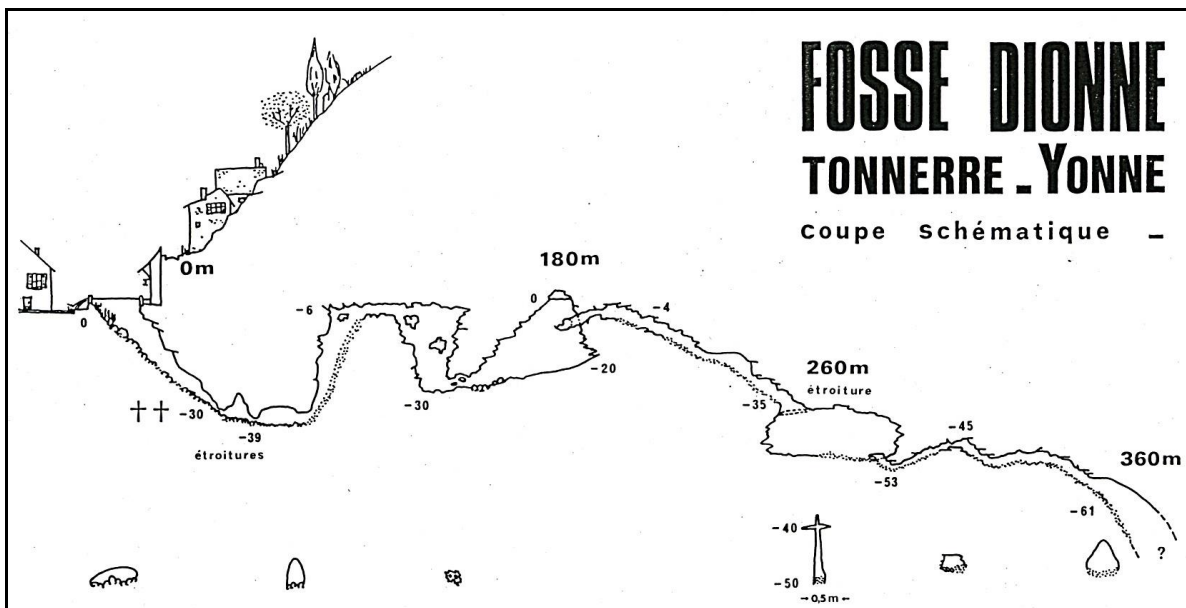 FOSSE DIONNE
TONNERRE - YONNE
Coupe Schématique -
0m
180m
0
-4
-6
0
-20
260m
étroiture
-30
-35
-30
-39
étroitures
-45
360m
-53
-61
-40
-50
→0,5m←
?